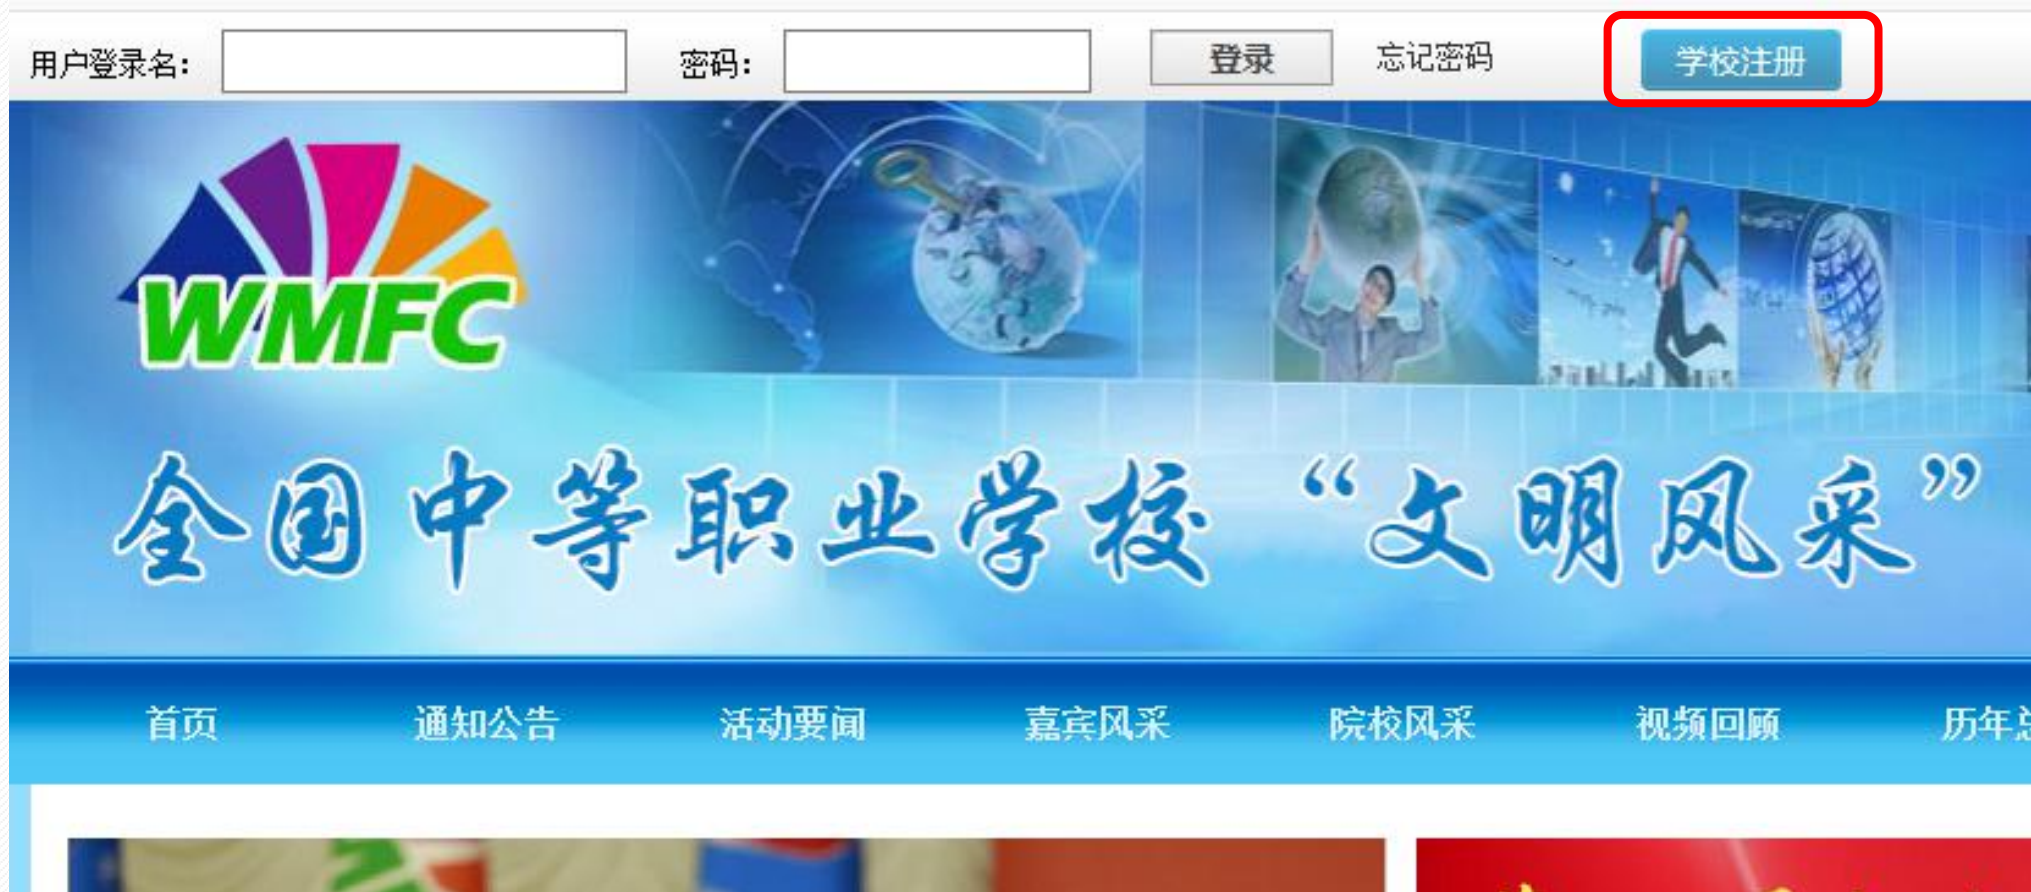 用户登录名: 密码: 登录 忘记密码 学校注册
WMFC
全国中等职业学校“文明风采”
首页 通知公告 活动要闻 嘉宾风采 院校风采 视频回顾 历年